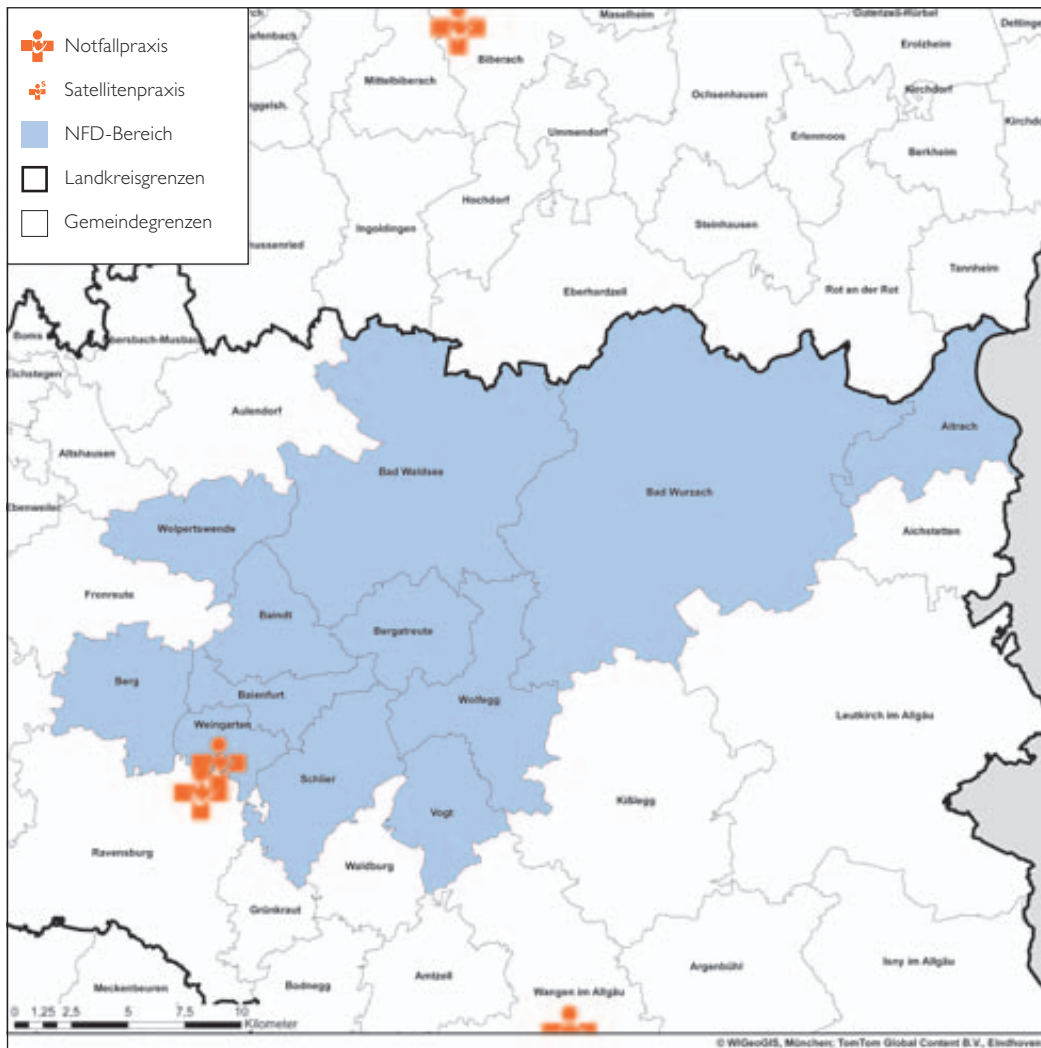 Notfallpraxis
Satellitenpraxis
NFD-Bereich
Landkreisgrenzen
Gemeindegrenzen
Maselheim
Gutenzell-Hürbel
Erolzheim
Biberach
Mittelbiberach
Ochsenhausen
Kirchdorf
Ummendorf
Erlenmoos
Berkheim
Hochdorf
Ingoldingen
Steinhausen
Tannheim
Eberhardzell
Rot an der Rot
Boms
Aulendorf
Aitrach
Altshausen
Bad Waldsee
Bad Wurzach
Wolpertswende
Aichstetten
Fronreute
Baindt
Bergatreute
Berg
Baienfurt
Wolfegg
Weingarten
Leutkirch im Allgäu
Schlier
Kißlegg
Vogt
Ravensburg
Waldburg
Grünkraut
Argenbühl
Isny im Allgäu
Amtzell
Bodnegg
Meckenbeuren
Wangen im Allgäu
0 1.25 2.5 5 7.5 10
Kilometer
© WIGeoGIS, München; TomTom Global Content B.V., Eindhoven